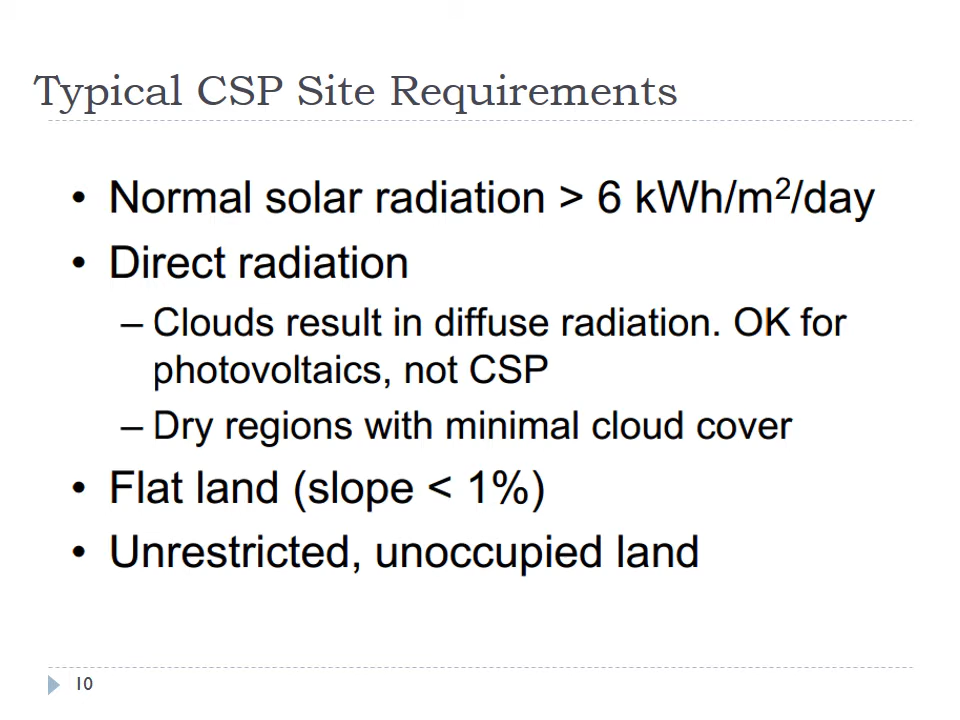 Typical CSP Site Requirements
• Normal solar radiation > 6 kWh/m²/day
• Direct radiation
– Clouds result in diffuse radiation. OK for
photovoltaics, not CSP
– Dry regions with minimal cloud cover
• Flat land (slope < 1%)
• Unrestricted, unoccupied land
10